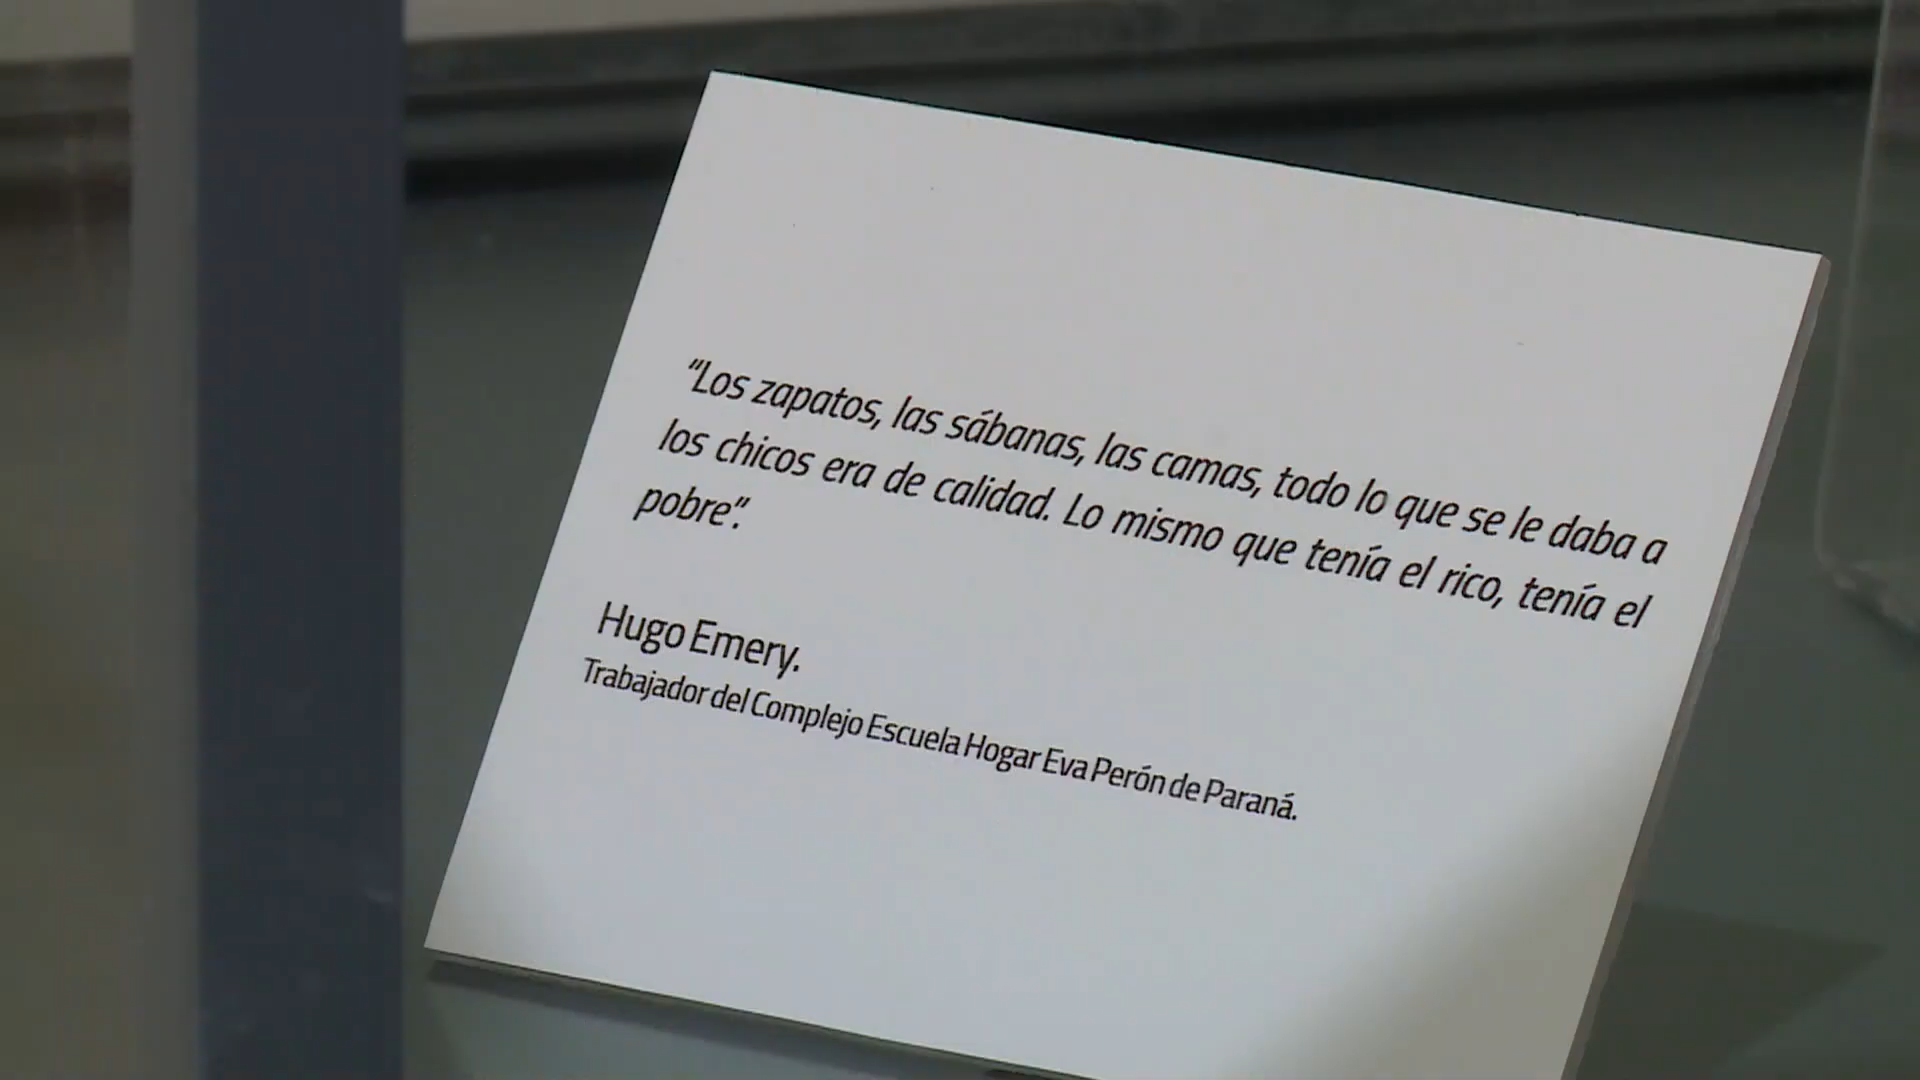 “Los zapatos, las sábanas, las camas, todo lo que se le daba a
los chicos era de calidad. Lo mismo que tenía el rico, tenía el
pobre”.
Hugo Emery.
Trabajador del Complejo Escuela Hogar Eva Perón de Paraná.